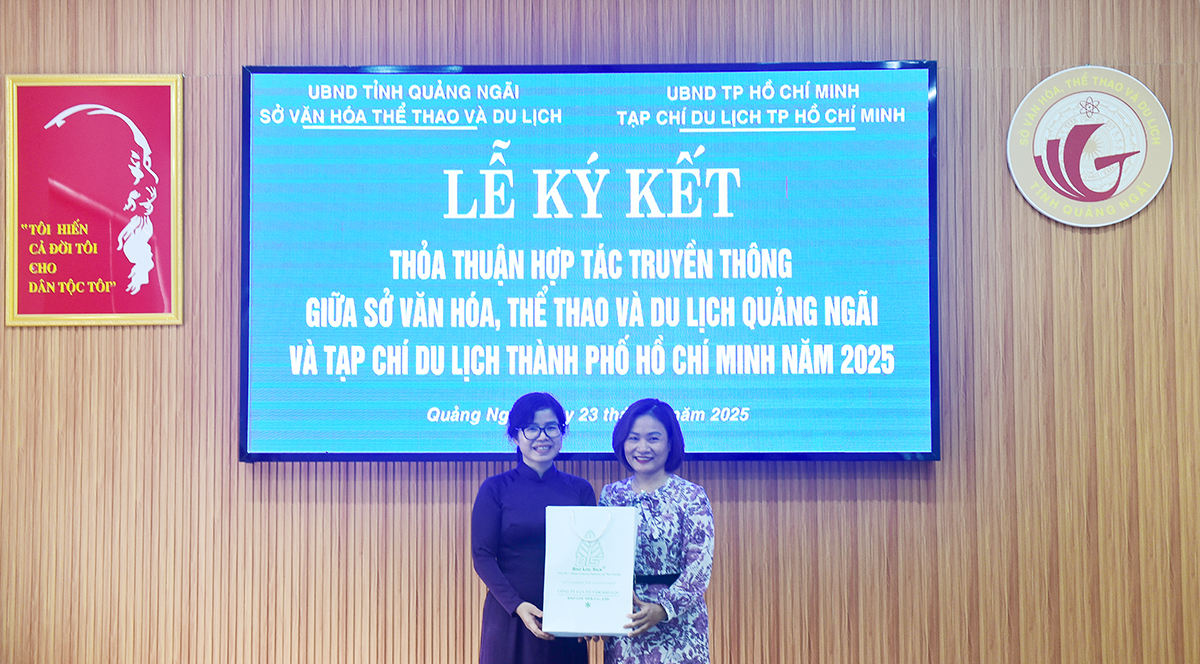 UBND TỈNH QUẢNG NGÃI
SỞ VĂN HÓA THỂ THAO VÀ DU LỊCH
UBND TP HỒ CHÍ MINH
TẠP CHÍ DU LỊCH TP HỒ CHÍ MINH
LỄ KÝ KẾT
THỎA THUẬN HỢP TÁC TRUYỀN THÔNG
GIỮA SỞ VĂN HÓA, THỂ THAO VÀ DU LỊCH QUẢNG NGÃI
VÀ TẠP CHÍ DU LỊCH THÀNH PHỐ HỒ CHÍ MINH NĂM 2025
Quảng 23 năm 2025
"TÔI HIẾN
CẢ ĐỜI TÔI
CHO
DÂN TỘC TÔI"
SỞ VĂN HÓA, THỂ THAO VÀ DU LỊCH
TỈNH QUẢNG NGÃI